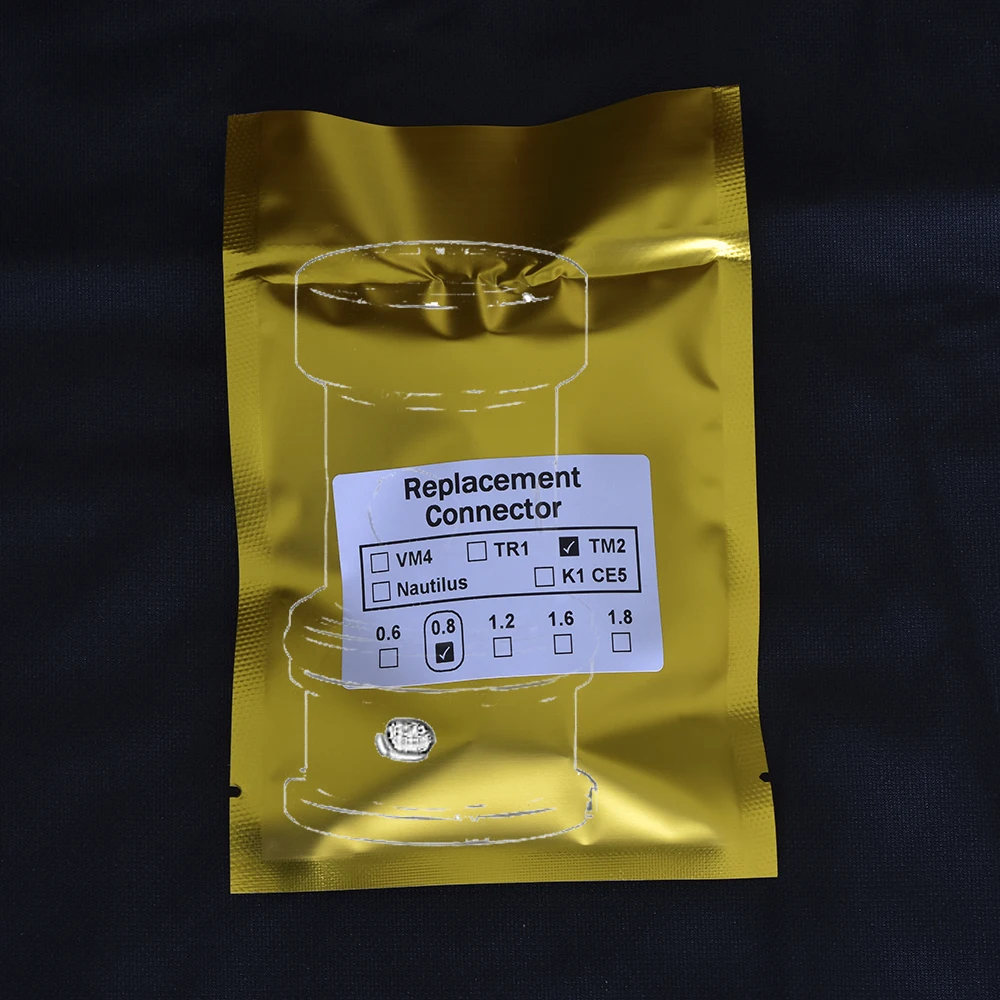 Replacement
Connector
VM4 TR1 TM2
Nautilus K1 CE5
0.6 0.8 1.2 1.6 1.8